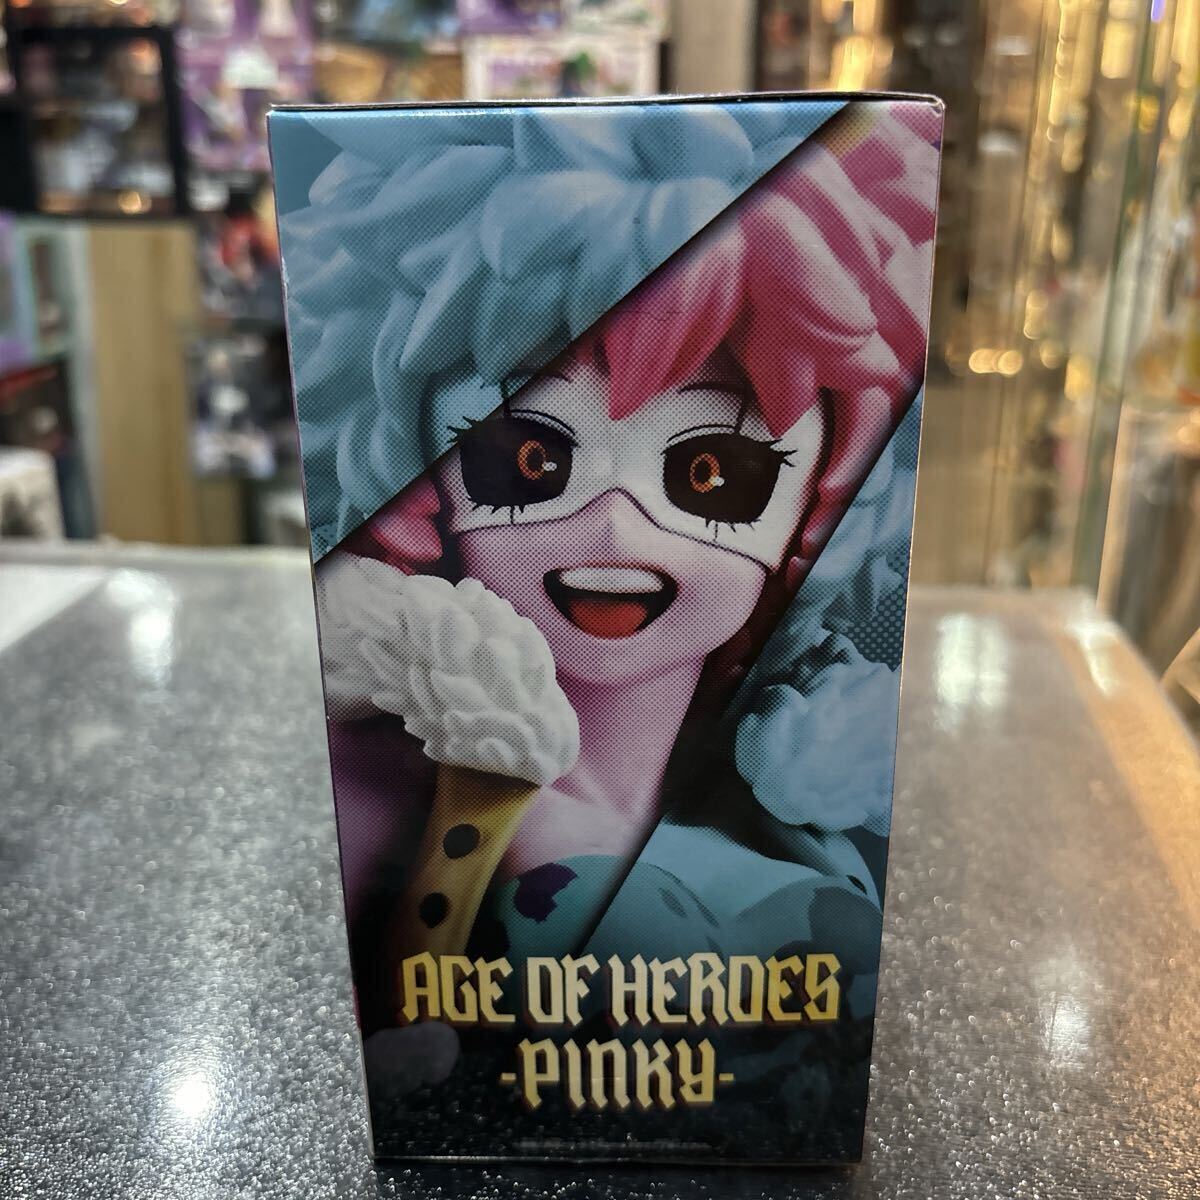 AGE OF HEROES
-PINKY-